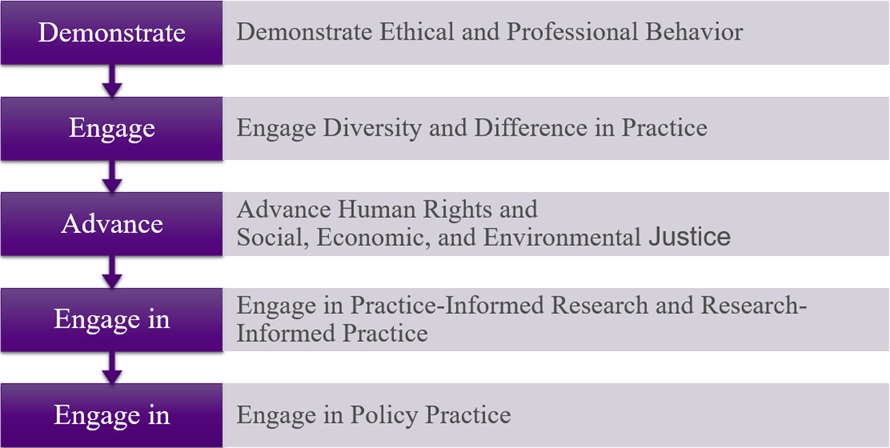 Demonstrate
Demonstrate Ethical and Professional Behavior
Engage
Engage Diversity and Difference in Practice
Advance
Advance Human Rights and
Social, Economic, and Environmental Justice
Engage in
Engage in Practice-Informed Research and Research-
Informed Practice
Engage in
Engage in Policy Practice